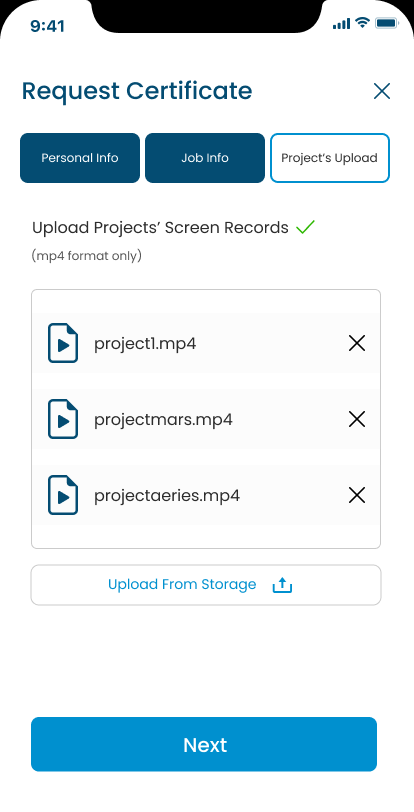 9:41
Request Certificate
Personal Info
Job Info
Project's Upload
Upload Projects' Screen Records
(mp4 format only)
project1.mp4
projectmars.mp4
projectaeries.mp4
Upload From Storage
Next